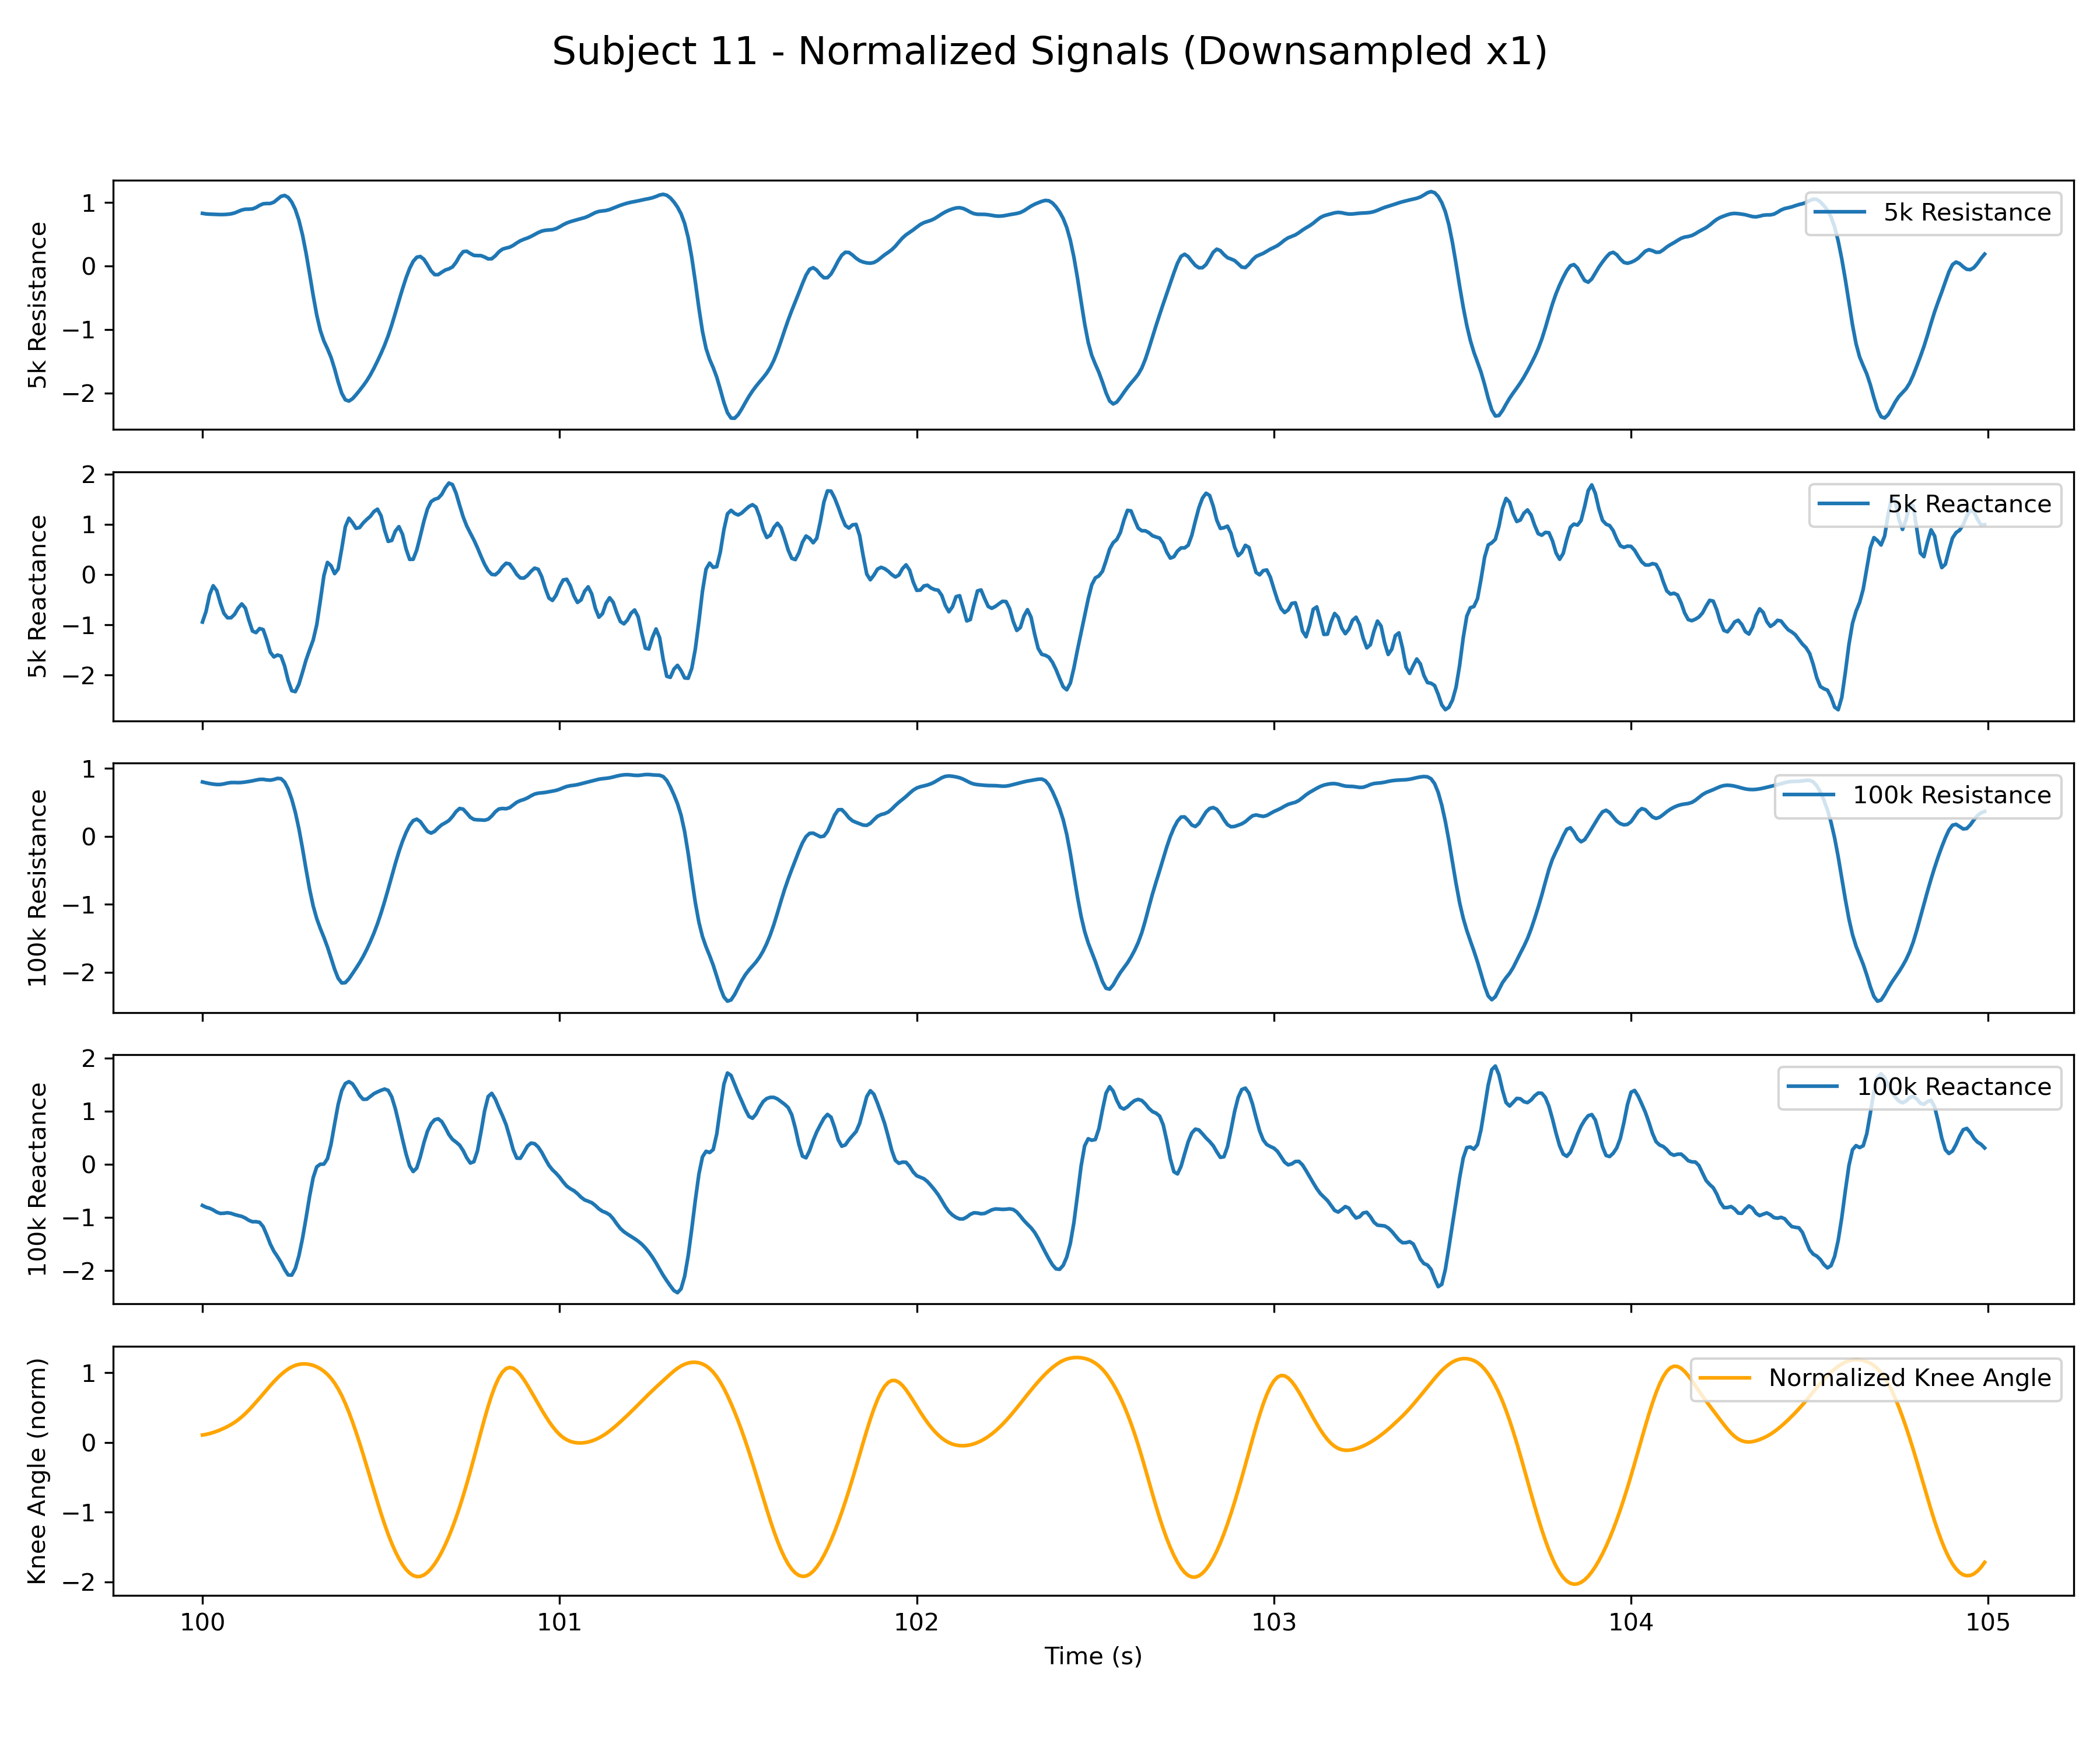 Subject 11 - Normalized Signals (Downsampled x1)
5k Resistance
1
0
−1
−2
5k Resistance
5k Reactance
2
1
0
−1
−2
5k Reactance
100k Resistance
1
0
−1
−2
100k Resistance
100k Reactance
2
1
0
−1
−2
100k Reactance
Knee Angle (norm)
1
0
−1
−2
Normalized Knee Angle
100 101 102 103 104 105
Time (s)